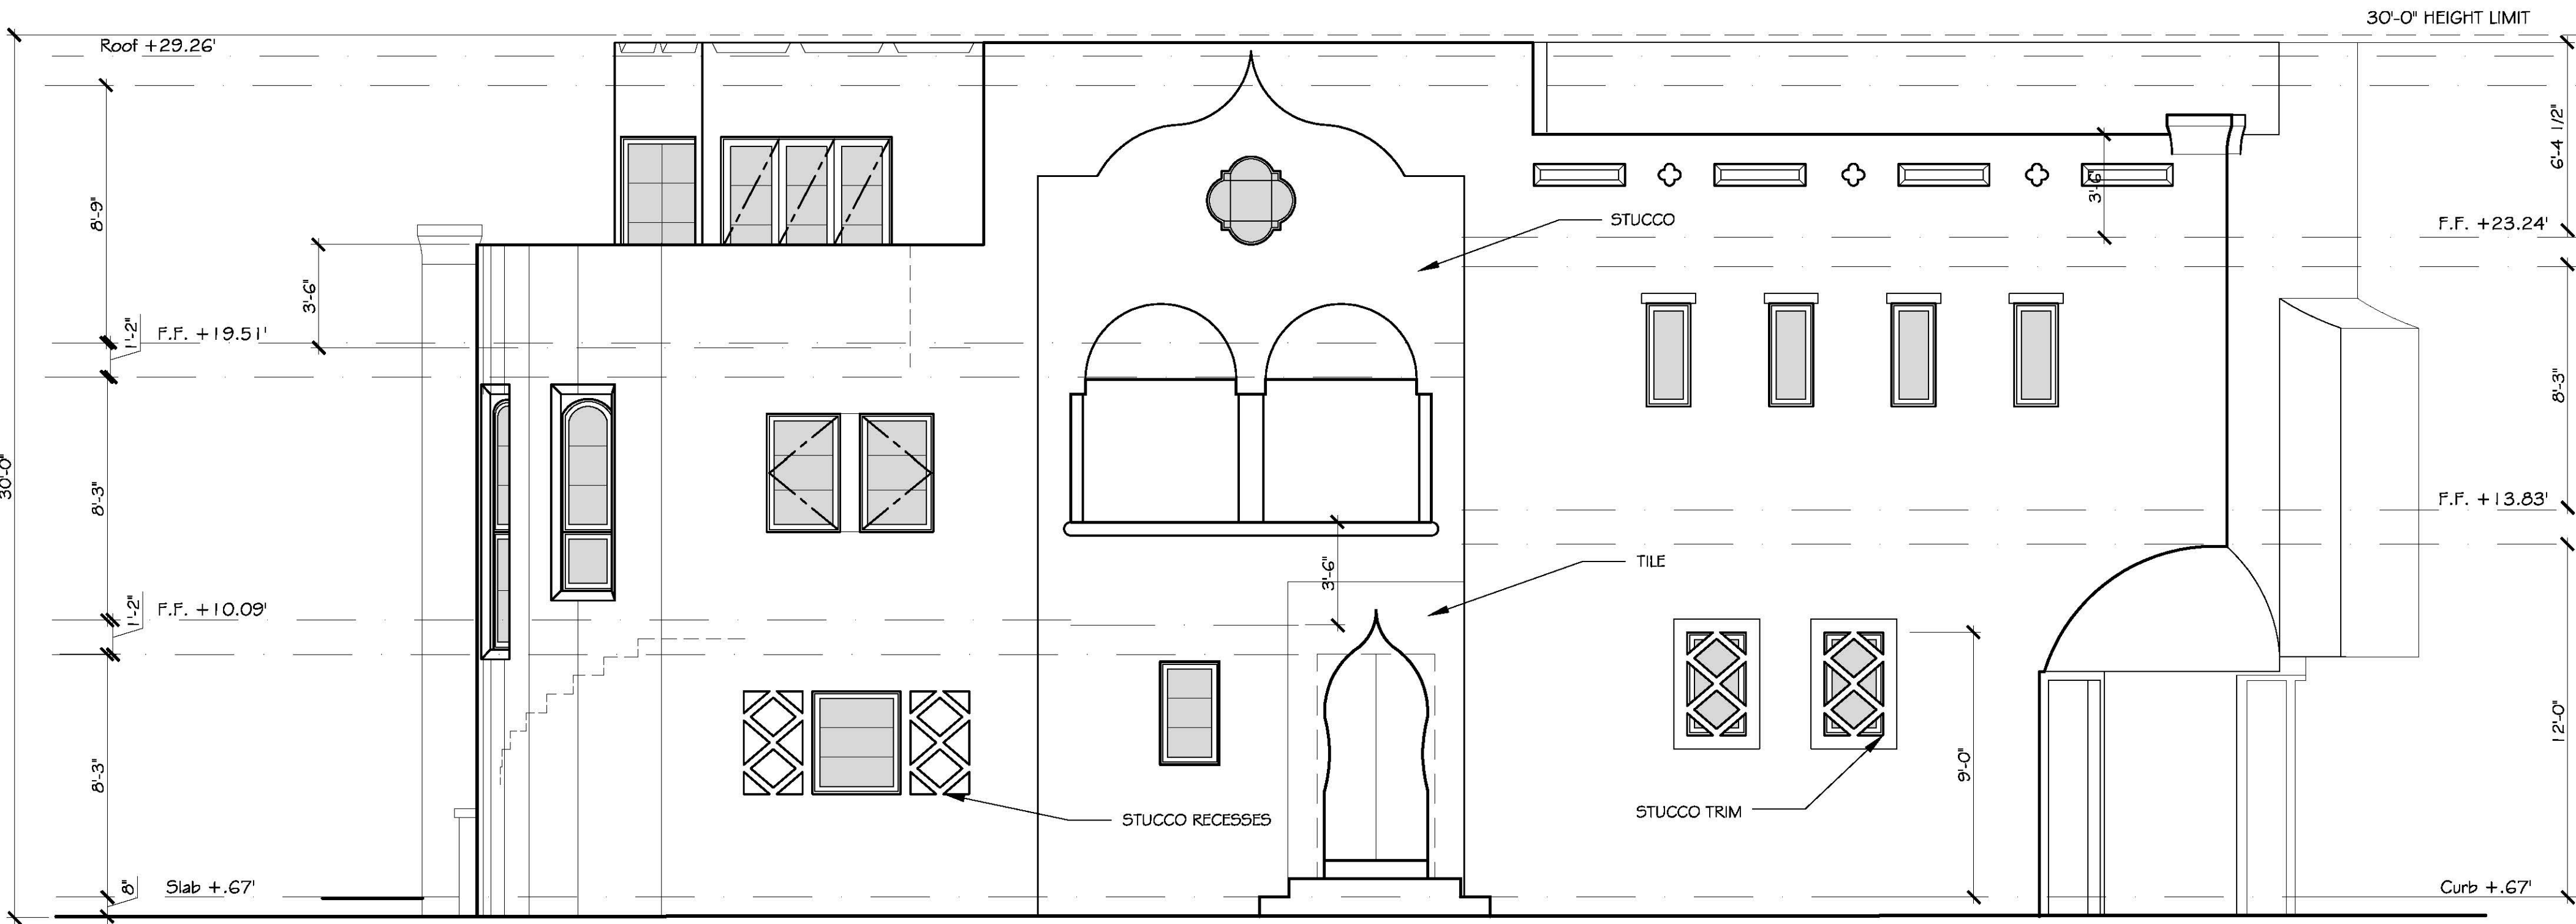 30'-0" HEIGHT LIMIT
Roof +29.26'
6'-4 1/2"
8'-9"
3'-6"
STUCCO
F.F. +23.24'
3'-6"
1'-2"
F.F. +19.51'
8'-3"
30'-0"
8'-3"
F.F. +13.83'
TILE
3'-6"
1'-2"
F.F. +10.09'
12'-0"
9'-0"
8'-3"
STUCCO RECESSES
STUCCO TRIM
8"
Slab +.67'
Curb +.67'